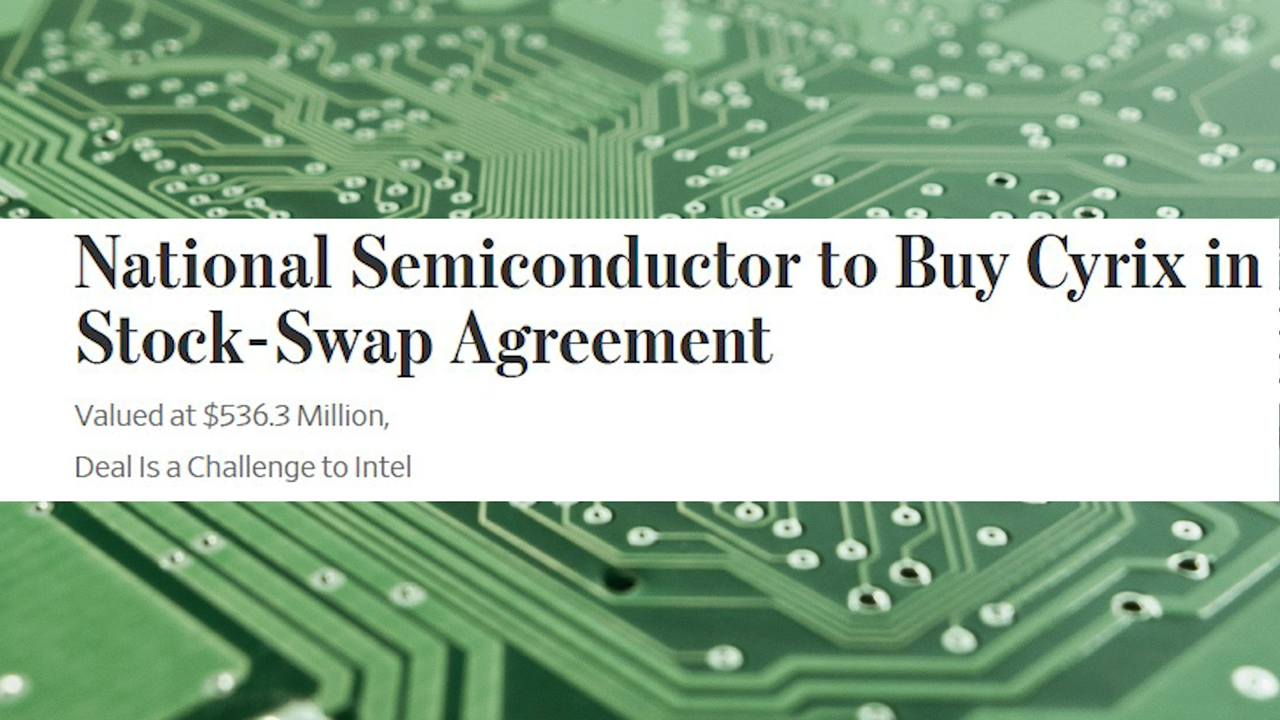 National Semiconductor to Buy Cyrix in
Stock-Swap Agreement
Valued at $536.3 Million,
Deal Is a Challenge to Intel